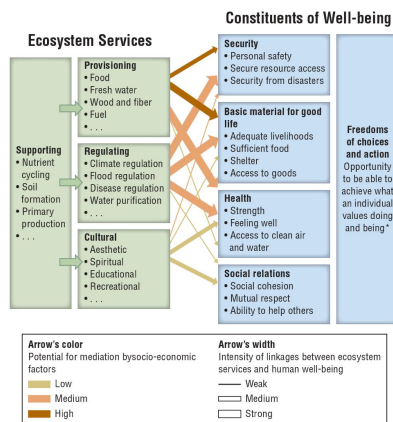 Constituents of Well-being
Ecosystem Services
Supporting
• Nutrient
cycling
• Soil
formation
• Primary
production
• . . .
Provisioning
• Food
• Fresh water
• Wood and fiber
• Fuel
• . . .
Regulating
• Climate regulation
• Flood regulation
• Disease regulation
• Water purification
• . . .
Cultural
• Aesthetic
• Spiritual
• Educational
• Recreational
• . . .
Security
• Personal safety
• Secure resource access
• Security from disasters
Basic material for good
life
• Adequate livelihoods
• Sufficient food
• Shelter
• Access to goods
Health
• Strength
• Feeling well
• Access to clean air
and water
Social relations
• Social cohesion
• Mutual respect
• Ability to help others
Freedoms
of choices
and action
Opportunity
to be able to
achieve what
an individual
values doing
and being*
Arrow's color
Potential for mediation bysocio-economic
factors
Low
Medium
High
Arrow's width
Intensity of linkages between ecosystem
services and human well-being
Weak
Medium
Strong